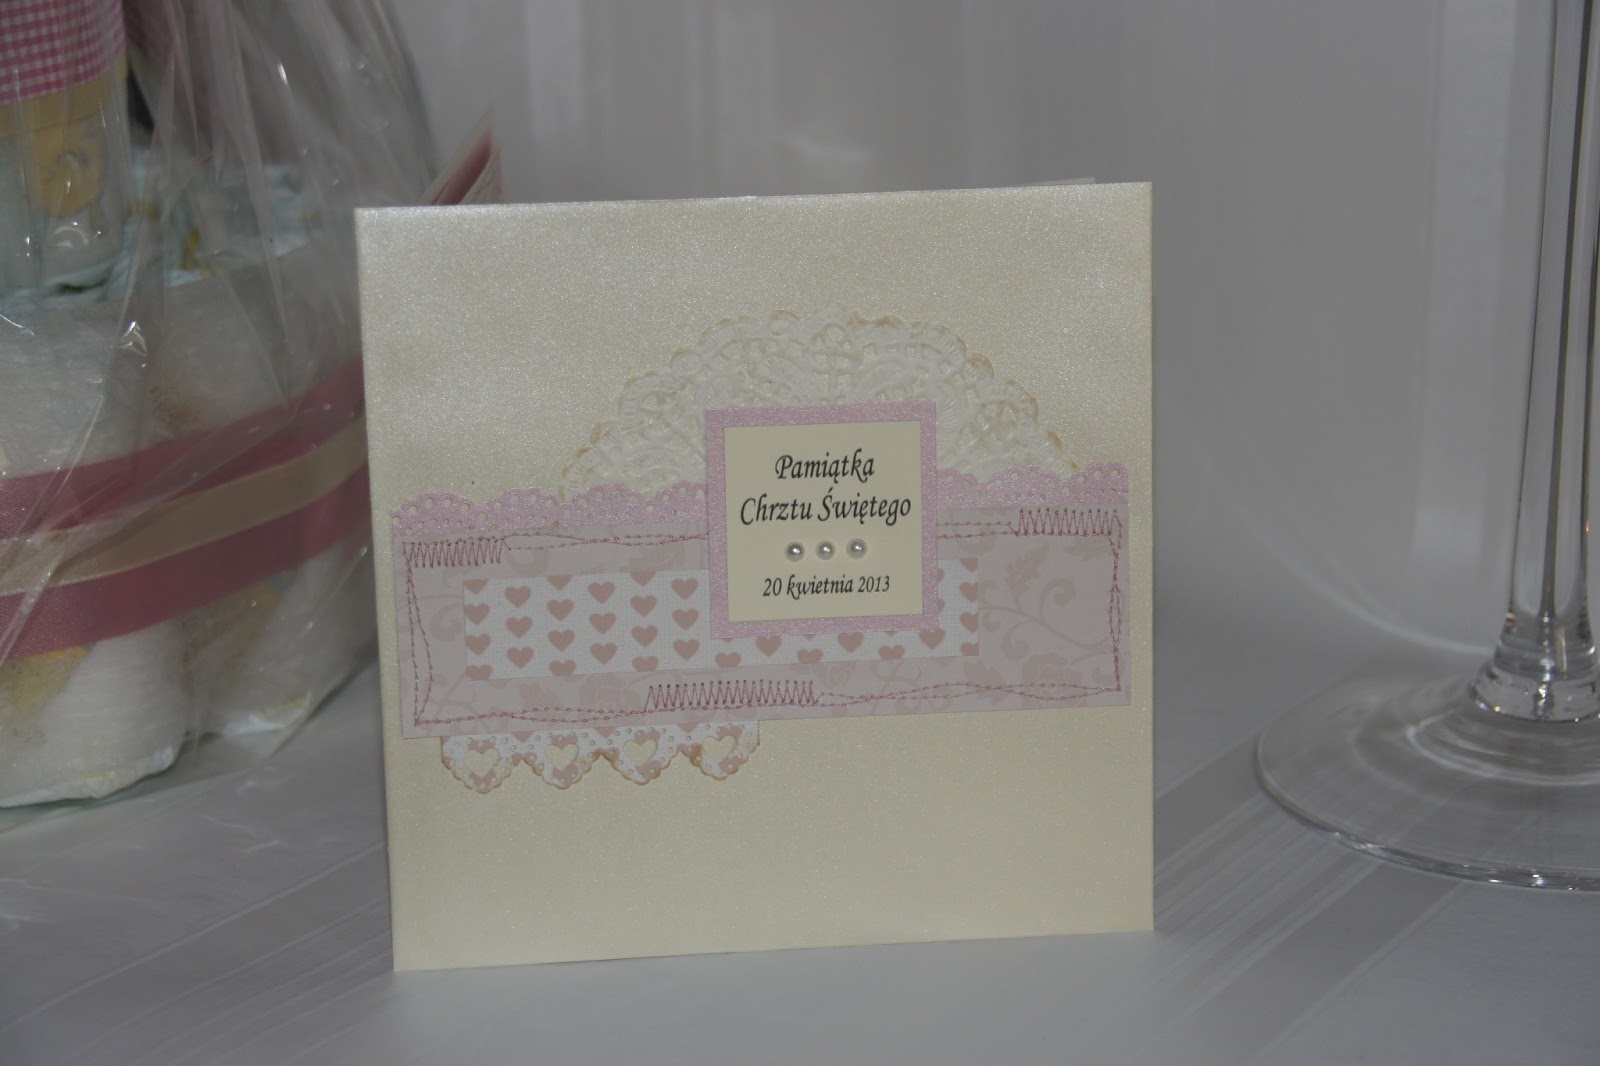 Pamiątka
Chrztu Świętego
20 kwietnia 2013